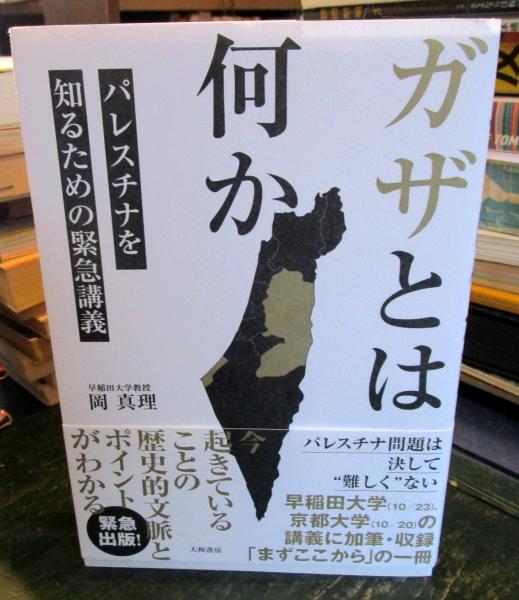 ガザとは
何か
パレスチナを
知るための緊急講義
早稲田大学教授
岡 真理
パレスチナ問題は
決して
“難しく”ない
早稲田大学(10/23)、
京都大学(10/20)の
講義に加筆・収録
「まずここから」の一冊
今
起きている
ことの
歴史的文脈と
ポイント
がわかる
緊急
出版!
大和書房
TOM